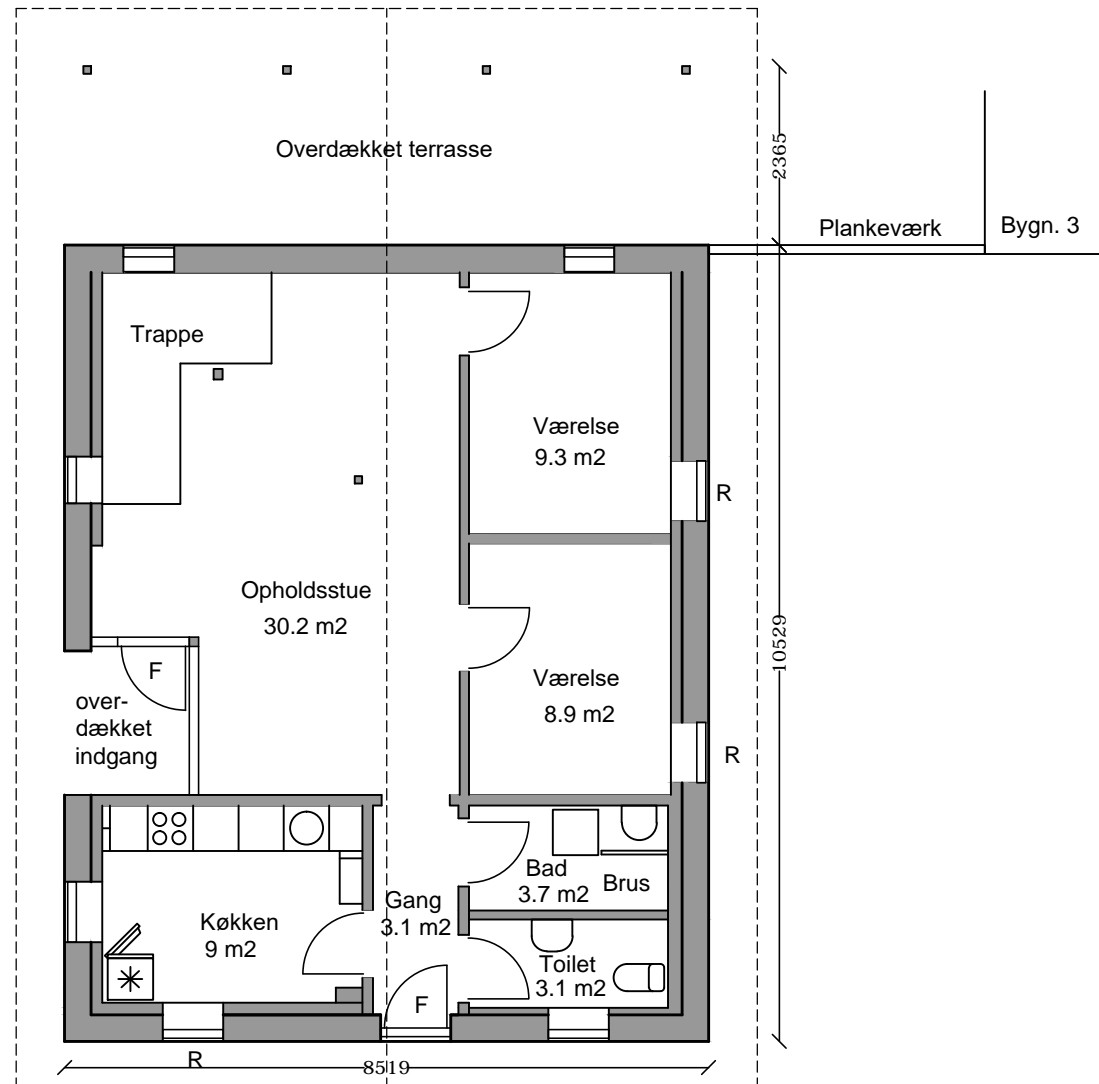 Overdækket terrasse
2365
Plankeværk
Bygn. 3
Trappe
Værelse
9.3 m2
R
Opholdsstue
30.2 m2
10529
F
Værelse
8.9 m2
over-
dækket
indgang
R
Bad
3.7 m2
Brus
Gang
3.1 m2
Køkken
9 m2
Toilet
3.1 m2
F
R
8519